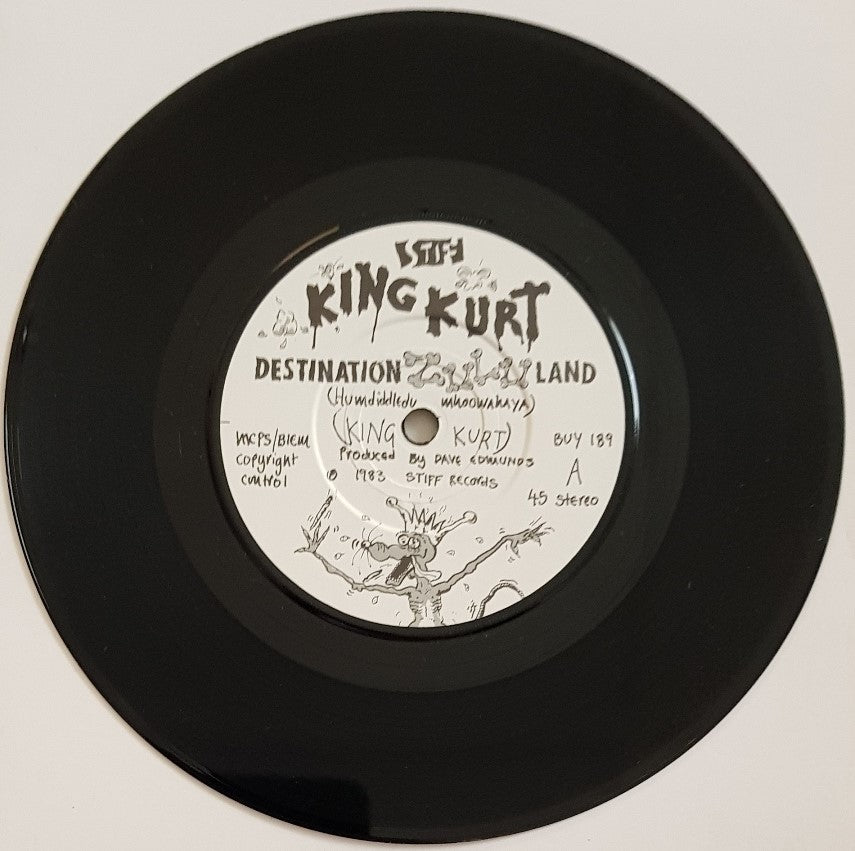 STIFF
KING KURT
DESTINATION ZULU LAND
(Humdiddledu mhoowahaya)
(KING KURT)
Produced By DAVE EDMUNDS
℗ 1983 STIFF Records
MCPS/BIEM
copyright
control
BUY 189
A
45 Stereo